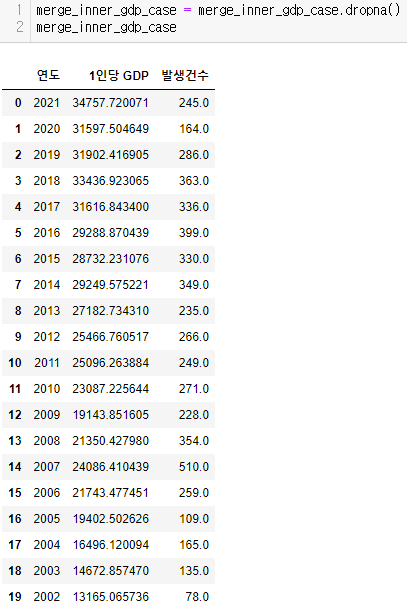 1 merge_inner_gdp_case = merge_inner_gdp_case.dropna()
2 merge_inner_gdp_case
연도 1인당 GDP 발생건수
0 2021 34757.720071 245.0
1 2020 31597.504649 164.0
2 2019 31902.416905 286.0
3 2018 33436.923065 363.0
4 2017 31616.843400 336.0
5 2016 29288.870439 399.0
6 2015 28732.231076 330.0
7 2014 29249.575221 349.0
8 2013 27182.734310 235.0
9 2012 25466.760517 266.0
10 2011 25096.263884 249.0
11 2010 23087.225644 271.0
12 2009 19143.851605 228.0
13 2008 21350.427980 354.0
14 2007 24086.410439 510.0
15 2006 21743.477451 259.0
16 2005 19402.502626 109.0
17 2004 16496.120094 165.0
18 2003 14672.857470 135.0
19 2002 13165.065736 78.0